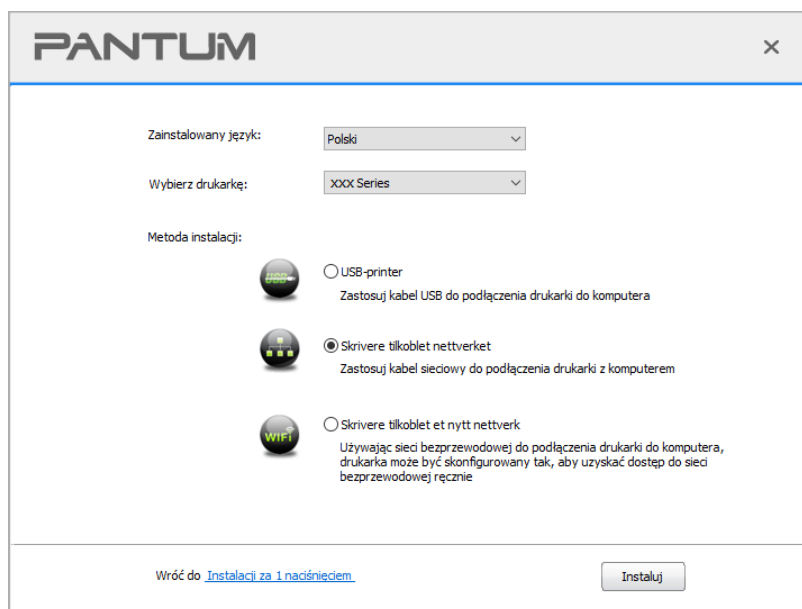 PANTUM
Zainstalowany język:
Polski
Wybierz drukarkę:
XXX Series
Metoda instalacji:
USB
USB-printer
Zastosuj kabel USB do podłączenia drukarki do komputera
Skrivere tilkoblet nettverket
Zastosuj kabel sieciowy do podłączenia drukarki z komputerem
WiFi
Skrivere tilkoblet et nytt nettverk
Używając sieci bezprzewodowej do podłączenia drukarki do komputera,
drukarka może być skonfigurowany tak, aby uzyskać dostęp do sieci
bezprzewodowej ręcznie
Wróć do Instalacji za 1 naciśnięciem
Instaluj